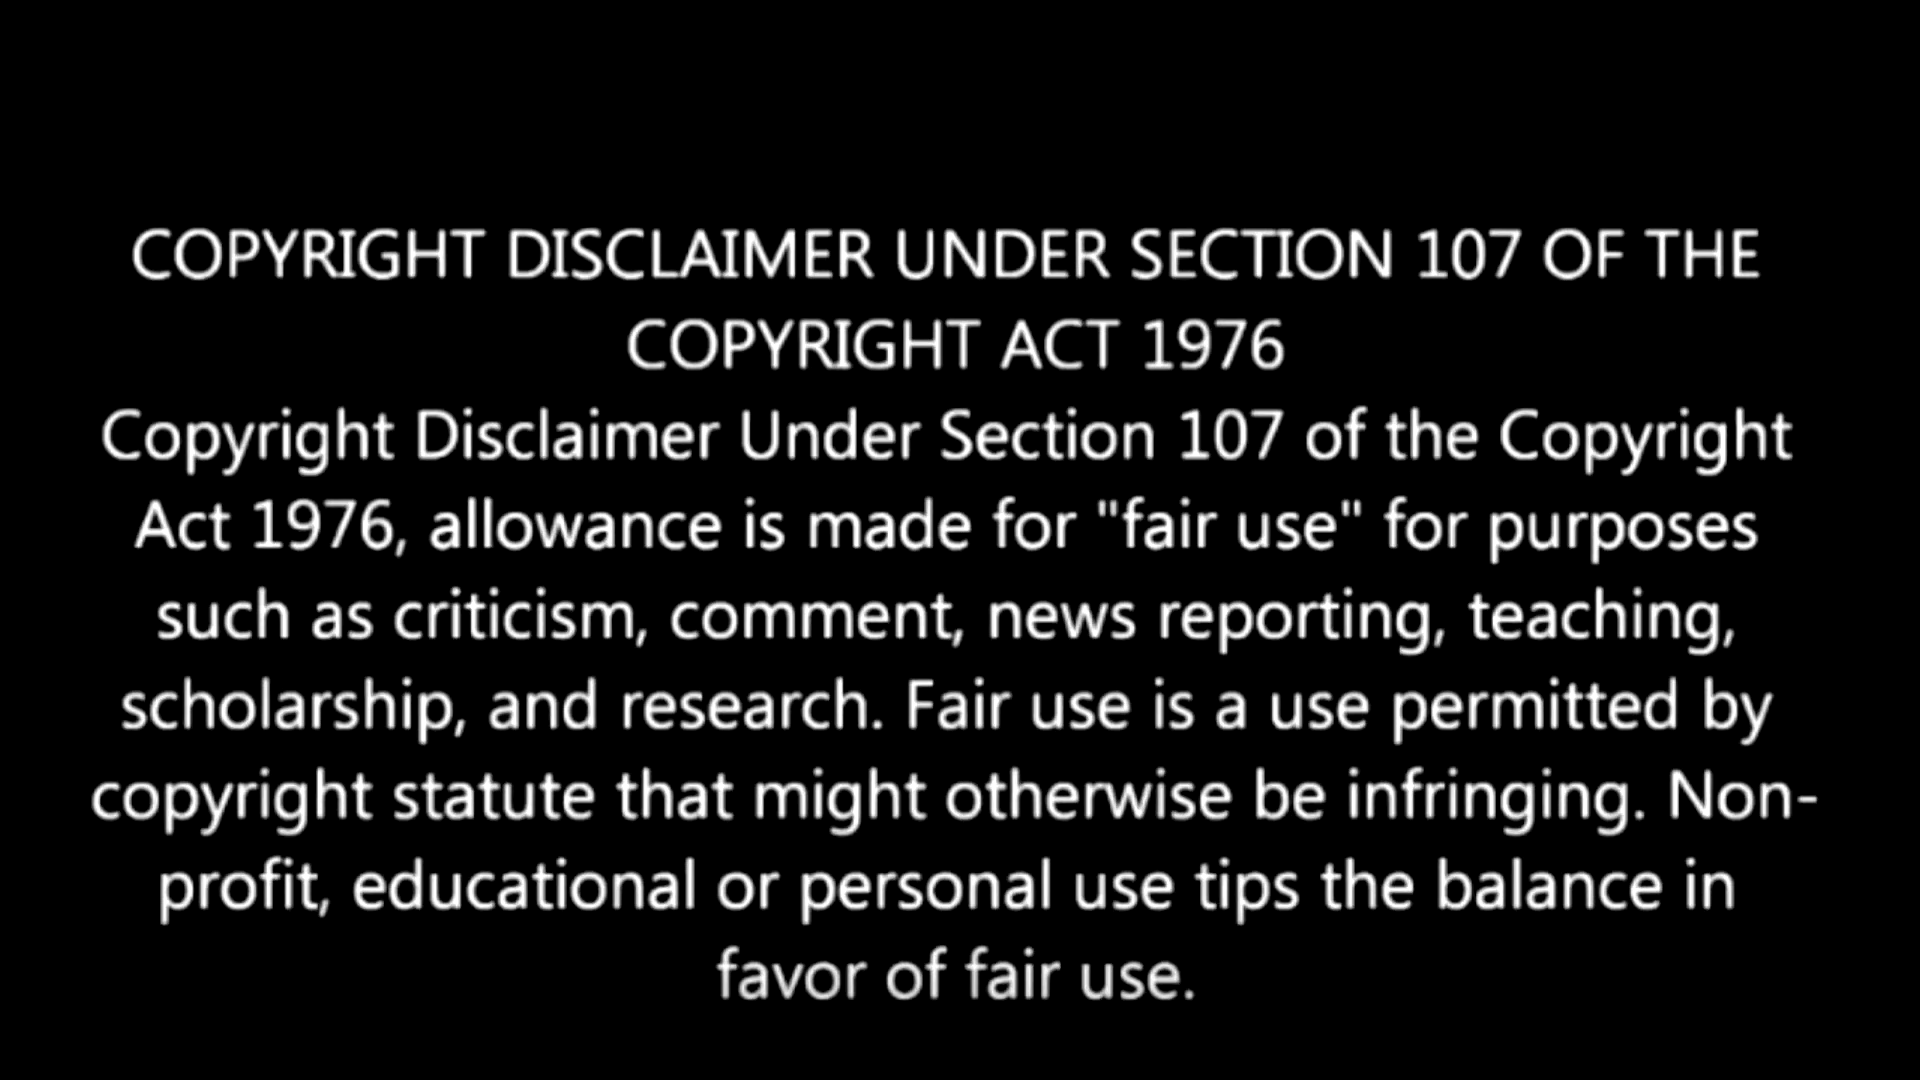 COPYRIGHT DISCLAIMER UNDER SECTION 107 OF THE
COPYRIGHT ACT 1976
Copyright Disclaimer Under Section 107 of the Copyright
Act 1976, allowance is made for "fair use" for purposes
such as criticism, comment, news reporting, teaching,
scholarship, and research. Fair use is a use permitted by
copyright statute that might otherwise be infringing. Non-
profit, educational or personal use tips the balance in
favor of fair use.